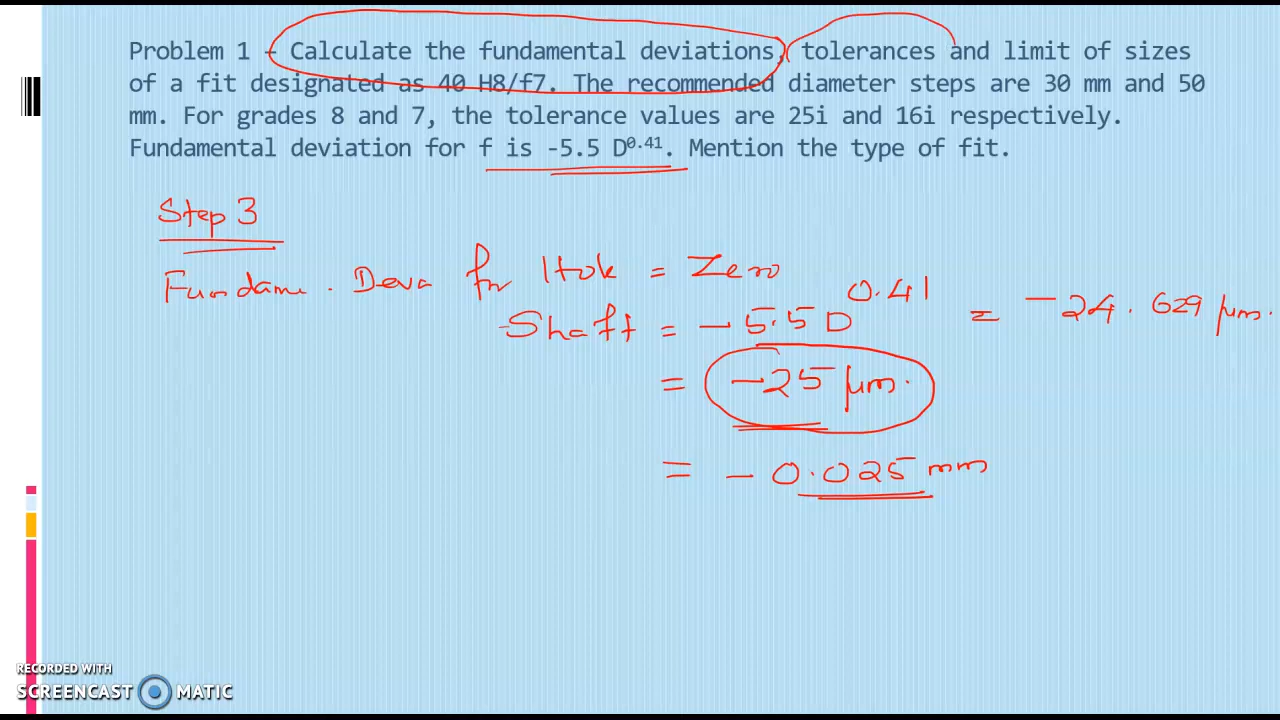 Problem 1 – Calculate the fundamental deviations, tolerances and limit of sizes
of a fit designated as 40 H8/f7. The recommended diameter steps are 30 mm and 50
mm. For grades 8 and 7, the tolerance values are 25i and 16i respectively.
Fundamental deviation for f is -5.5 D^0.41. Mention the type of fit.
Step 3
Fundame. Deva for Hole = Zero
Shaft = - 5.5 D^0.41 = - 24.629 μm.
= -25 μm.
= - 0.025 mm
RECORDED WITH
SCREENCAST MATIC